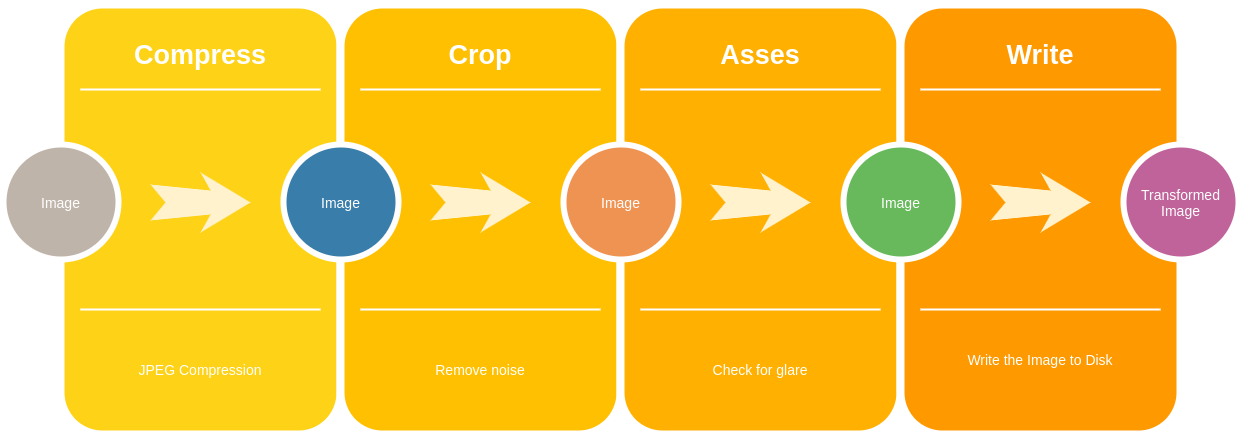 Compress
Crop
Asses
Write
Image
Image
Image
Image
Transformed
Image
JPEG Compression
Remove noise
Check for glare
Write the Image to Disk